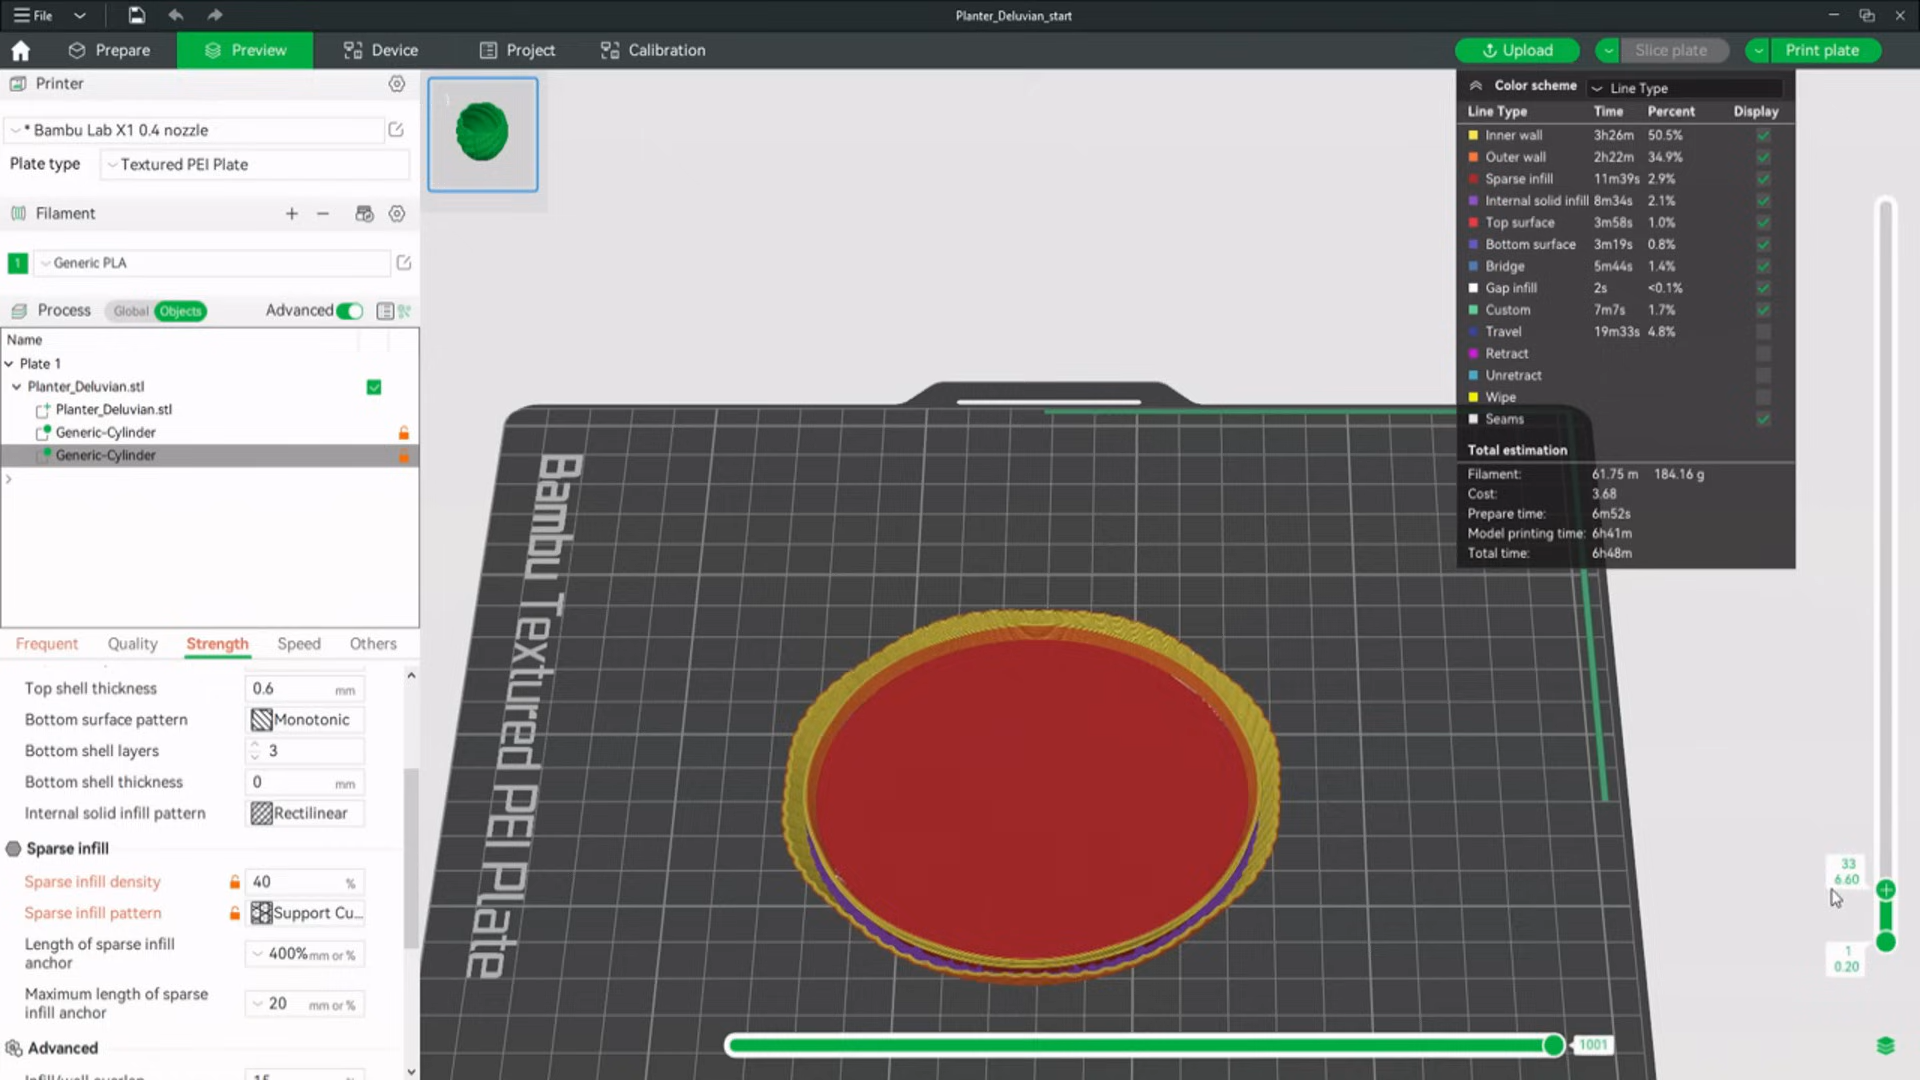 File
Planter_Deluvian_start
Prepare
Preview
Device
Project
Calibration
Upload
Slice plate
Print plate
Printer
* Bambu Lab X1 0.4 nozzle
Plate type
Textured PEI Plate
Filament
1
Generic PLA
Process
Global
Objects
Advanced
Name
Plate 1
Planter_Deluvian.stl
Planter_Deluvian.stl
Generic-Cylinder
Generic-Cylinder
Frequent
Quality
Strength
Speed
Others
Top shell thickness 0.6 mm
Bottom surface pattern Monotonic
Bottom shell layers 3
Bottom shell thickness 0 mm
Internal solid infill pattern Rectilinear
Sparse infill
Sparse infill density 40 %
Sparse infill pattern Support Cu...
Length of sparse infill
anchor
400% mm or %
Maximum length of sparse
infill anchor
20 mm or %
Advanced
Infill/wall overlap 15 %
1
Bambu Textured PEI Plate
Color scheme Line Type
Line Type Time Percent Display
Inner wall 3h26m 50.5%
Outer wall 2h22m 34.9%
Sparse infill 11m39s 2.9%
Internal solid infill 8m34s 2.1%
Top surface 3m58s 1.0%
Bottom surface 3m19s 0.8%
Bridge 5m44s 1.4%
Gap infill 2s <0.1%
Custom 7m7s 1.7%
Travel 19m33s 4.8%
Retract
Unretract
Wipe
Seams
Total estimation
Filament: 61.75 m 184.16 g
Cost: 3.68
Prepare time: 6m52s
Model printing time: 6h41m
Total time: 6h48m
33
6.60
1
0.20
1001